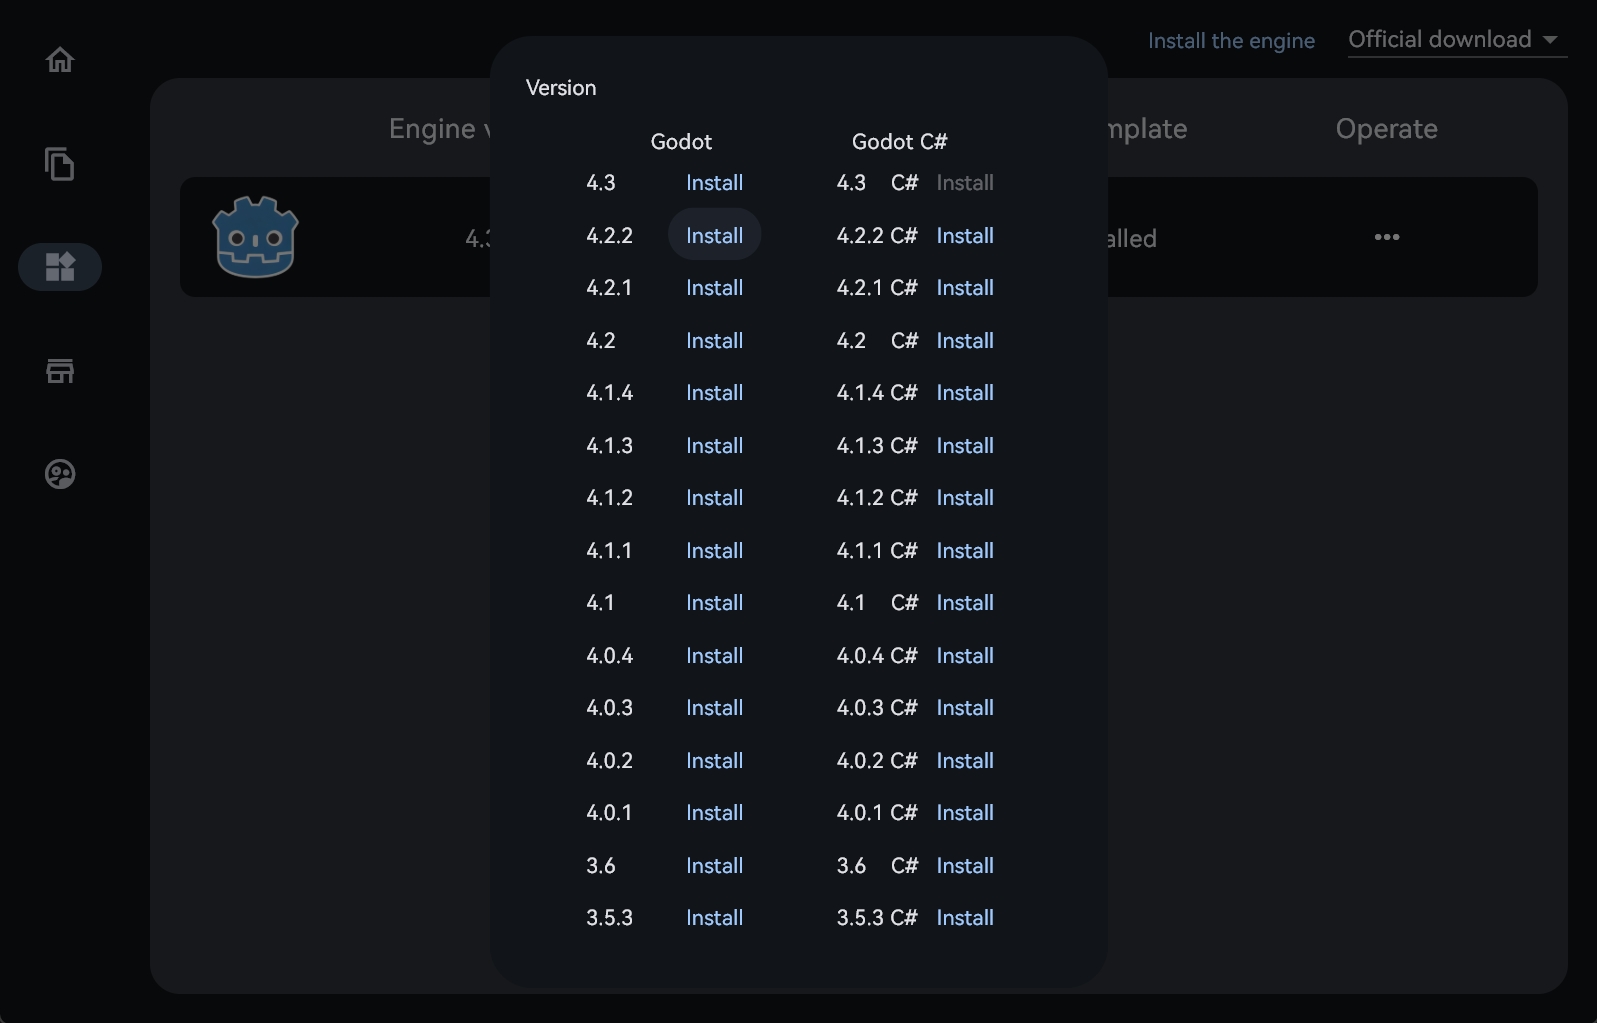 Install the engine Official download
Version
Engine
Godot Godot C#
Operate
4.3 Install 4.3 C# Install
4.2.2 Install 4.2.2 C# Install
4.2.1 Install 4.2.1 C# Install
4.2 Install 4.2 C# Install
4.1.4 Install 4.1.4 C# Install
4.1.3 Install 4.1.3 C# Install
4.1.2 Install 4.1.2 C# Install
4.1.1 Install 4.1.1 C# Install
4.1 Install 4.1 C# Install
4.0.4 Install 4.0.4 C# Install
4.0.3 Install 4.0.3 C# Install
4.0.2 Install 4.0.2 C# Install
4.0.1 Install 4.0.1 C# Install
3.6 Install 3.6 C# Install
3.5.3 Install 3.5.3 C# Install